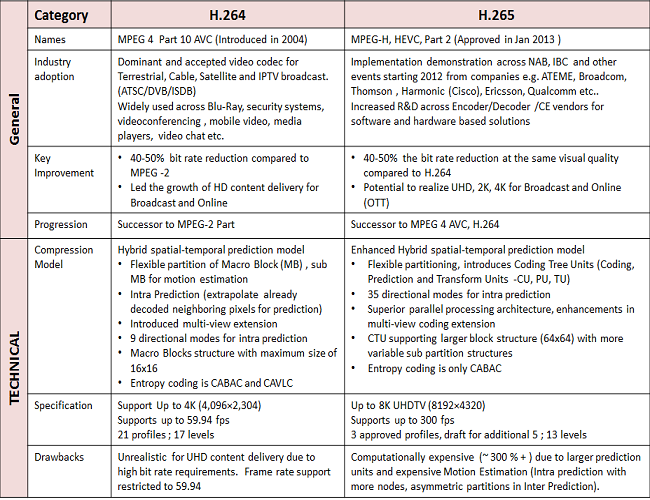 Category
H.264
H.265
General
Names
MPEG 4  Part 10 AVC (Introduced in 2004)
MPEG-H, HEVC, Part 2 (Approved in Jan 2013 )
Industry
adoption
Dominant and accepted video codec for
Terrestrial, Cable, Satellite and IPTV broadcast.
(ATSC/DVB/ISDB)
Widely used across Blu-Ray, security systems,
videoconferencing , mobile video, media
players, video chat etc.
Implementation demonstration across NAB, IBC and other
events starting 2012 from companies e.g. ATEME, Broadcom,
Thomson , Harmonic (Cisco), Ericsson, Qualcomm etc..
Increased R&D across Encoder/Decoder /CE vendors for
software and hardware based solutions
Key
Improvement
• 40-50% bit rate reduction compared to
MPEG -2
• Led the growth of HD content delivery for
Broadcast and Online
• 40-50% the bit rate reduction at the same visual quality
compared to H.264
• Potential to realize UHD, 2K, 4K for Broadcast and Online
(OTT)
Progression
Successor to MPEG-2 Part
Successor to MPEG 4 AVC, H.264
TECHNICAL
Compression
Model
Hybrid spatial-temporal prediction model
• Flexible partition of Macro Block (MB) , sub
MB for motion estimation
• Intra Prediction (extrapolate already
decoded neighboring pixels for prediction)
• Introduced multi-view extension
• 9 directional modes for intra prediction
• Macro Blocks structure with maximum size of
16x16
• Entropy coding is CABAC and CAVLC
Enhanced Hybrid spatial-temporal prediction model
• Flexible partitioning, introduces Coding Tree Units (Coding,
Prediction and Transform Units -CU, PU, TU)
• 35 directional modes for intra prediction
• Superior parallel processing architecture, enhancements in
multi-view coding extension
• CTU supporting larger block structure (64x64) with more
variable sub partition structures
• Entropy coding is only CABAC
Specification
Support Up to 4K (4,096×2,304)
Supports up to 59.94 fps
21 profiles ; 17 levels
Up to 8K UHDTV (8192×4320)
Supports up to 300 fps
3 approved profiles, draft for additional 5 ; 13 levels
Drawbacks
Unrealistic for UHD content delivery due to
high bit rate requirements.  Frame rate support
restricted to 59.94
Computationally expensive (~ 300 % + ) due to larger prediction
units and expensive Motion Estimation (Intra prediction with
more nodes, asymmetric partitions in Inter Prediction).